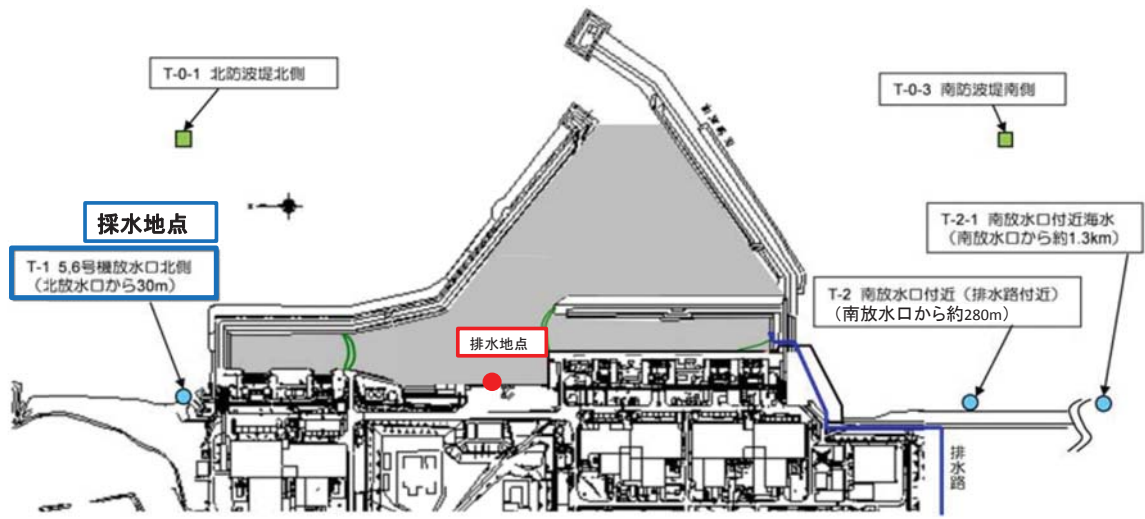 T-0-1 北防波堤北側
T-0-3 南防波堤南側
採水地点
T-1 5,6号機放水口北側
（北放水口から30m）
T-2-1 南放水口付近海水
（南放水口から約1.3km）
T-2 南放水口付近（排水路付近）
（南放水口から約280m）
排水地点
排水路